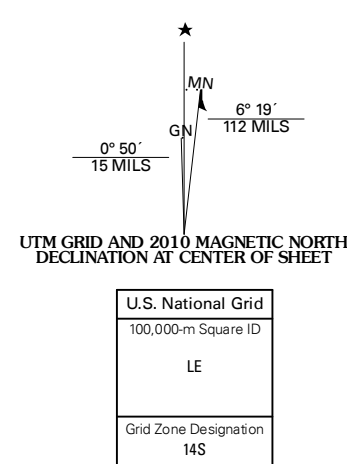 MN
6° 19´
112 MILS
GN
0° 50´
15 MILS
UTM GRID AND 2010 MAGNETIC NORTH
DECLINATION AT CENTER OF SHEET
U.S. National Grid
100,000-m Square ID
LE
Grid Zone Designation
14S